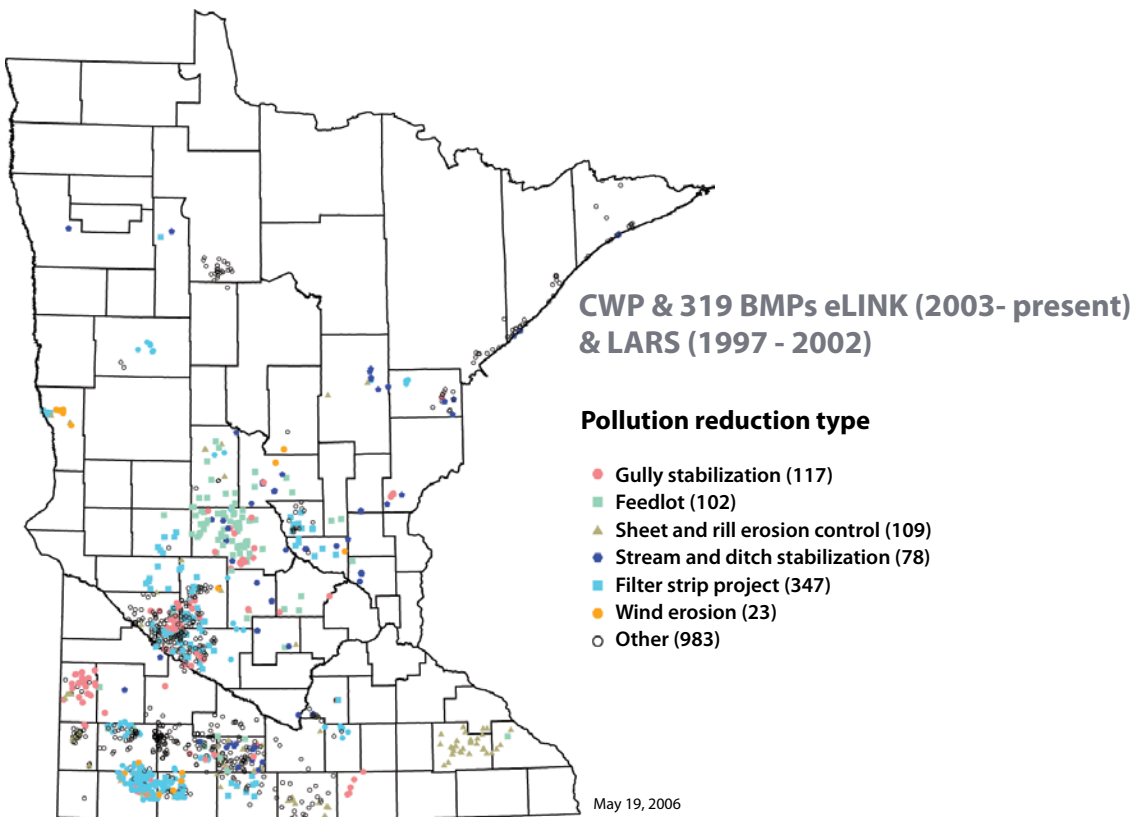 CWP & 319 BMPs eLINK (2003- present)
& LARS (1997 - 2002)
Pollution reduction type
Gully stabilization (117)
Feedlot (102)
Sheet and rill erosion control (109)
Stream and ditch stabilization (78)
Filter strip project (347)
Wind erosion (23)
Other (983)
May 19, 2006